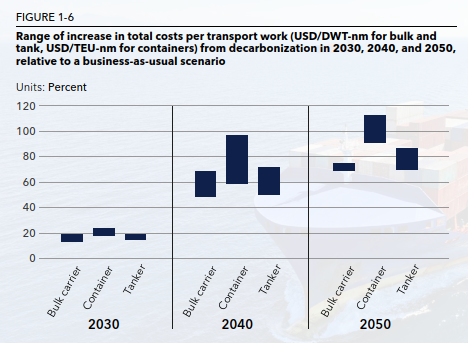 FIGURE 1-6
Range of increase in total costs per transport work (USD/DWT-nm for bulk and
tank, USD/TEU-nm for containers) from decarbonization in 2030, 2040, and 2050,
relative to a business-as-usual scenario
Units: Percent
120
100
80
60
40
20
0
Bulk carrier
Container
Tanker
Bulk carrier
Container
Tanker
Bulk carrier
Container
Tanker
2030
2040
2050